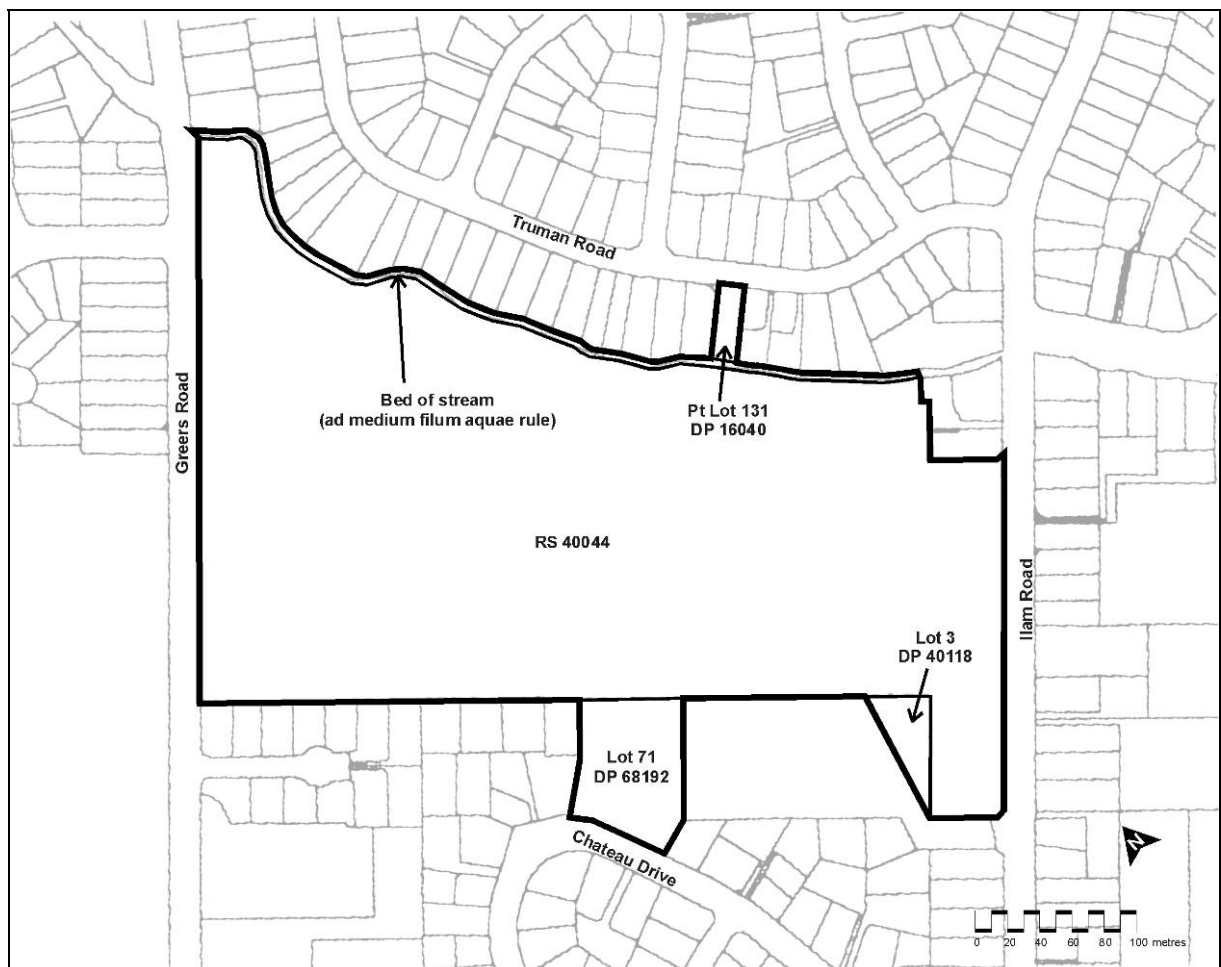 Truman Road
Greers Road
Bed of stream
(ad medium filum aquae rule)
Pt Lot 131
DP 16040
RS 40044
Ilam Road
Lot 3
DP 40118
Lot 71
DP 68192
Chateau Drive
N
0 20 40 60 80 100 metres